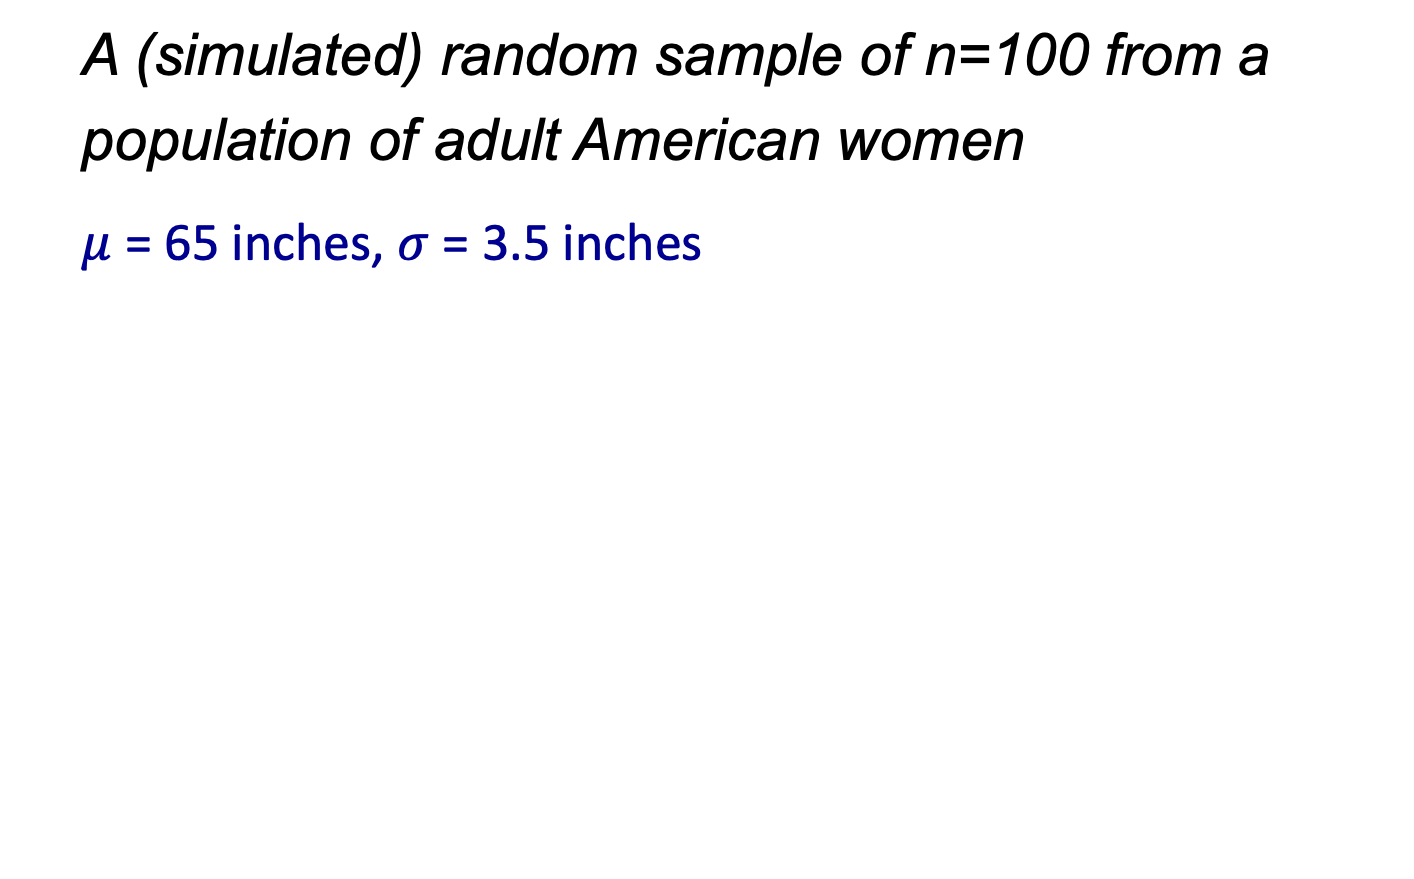 A (simulated) random sample of n=100 from a
population of adult American women
μ = 65 inches, σ = 3.5 inches